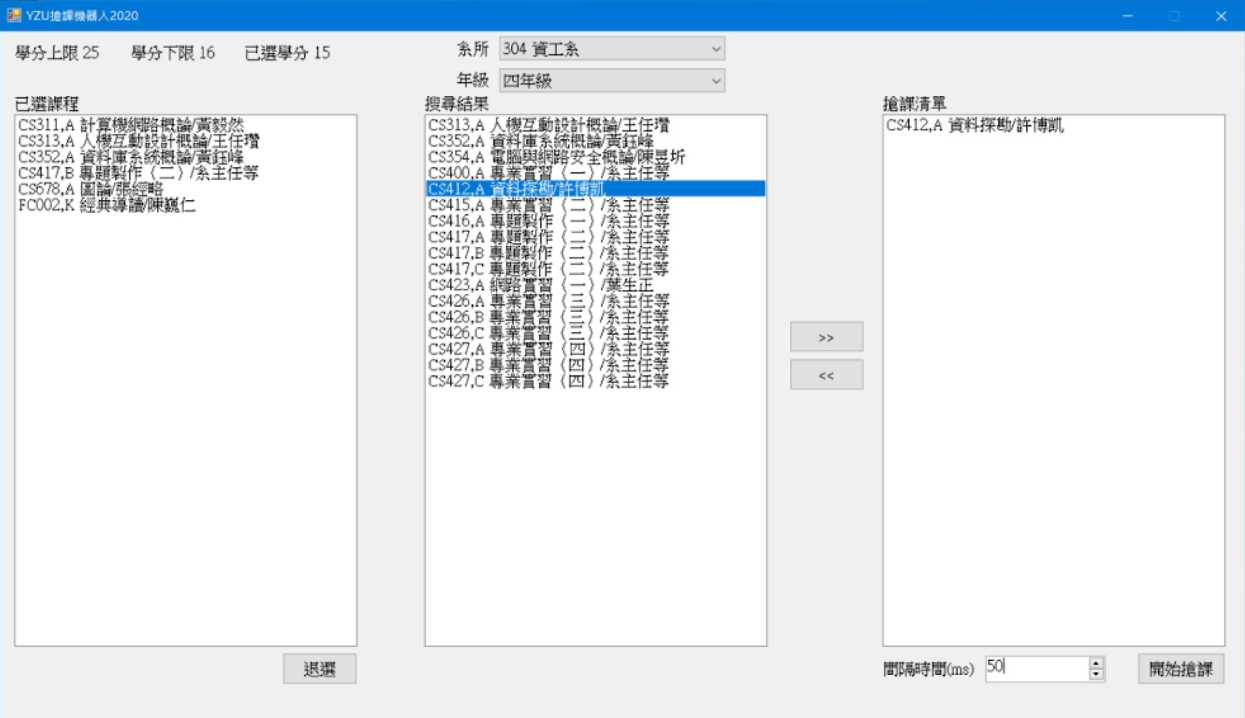 YZU搶課機器人2020
學分上限 25 學分下限 16 已選學分 15
系所 304 資工系
年級 四年級
已選課程
CS311,A 計算機網路概論/黃毅然
CS313,A 人機互動設計概論/王任瓚
CS352,A 資料庫系統概論/黃鈺峰
CS417,B 專題製作（二）/系主任等
CS678,A 圖論/張經略
FC002,K 經典導讀/陳巍仁
退選
搜尋結果
CS313,A 人機互動設計概論/王任瓚
CS352,A 資料庫系統概論/黃鈺峰
CS354,A 電腦與網路安全概論/陳昱圻
CS400,A 專業實習（一）/系主任等
CS412,A 資料探勘/許博凱
CS415,A 專業實習（二）/系主任等
CS416,A 專題製作（一）/系主任等
CS417,A 專題製作（二）/系主任等
CS417,B 專題製作（二）/系主任等
CS417,C 專題製作（二）/系主任等
CS423,A 網路實習（一）/葉生正
CS426,A 專業實習（三）/系主任等
CS426,B 專業實習（三）/系主任等
CS426,C 專業實習（三）/系主任等
CS427,A 專業實習（四）/系主任等
CS427,B 專業實習（四）/系主任等
CS427,C 專業實習（四）/系主任等
>>
<<
搶課清單
CS412,A 資料探勘/許博凱
間隔時間(ms) 50
開始搶課